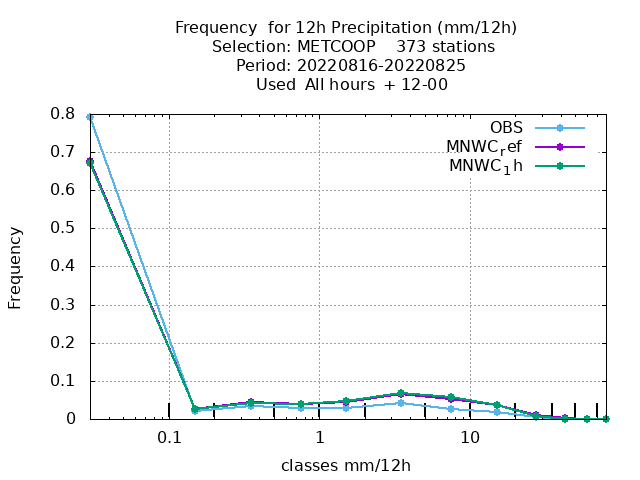 Frequency  for 12h Precipitation (mm/12h)
Selection: METCOOP    373 stations
Period: 20220816-20220825
Used  All hours  + 12-00
OBS
MNWCref
MNWC1h
0.8
0.7
0.6
0.5
0.4
0.3
0.2
0.1
0
Frequency
0.1
1
10
classes mm/12h